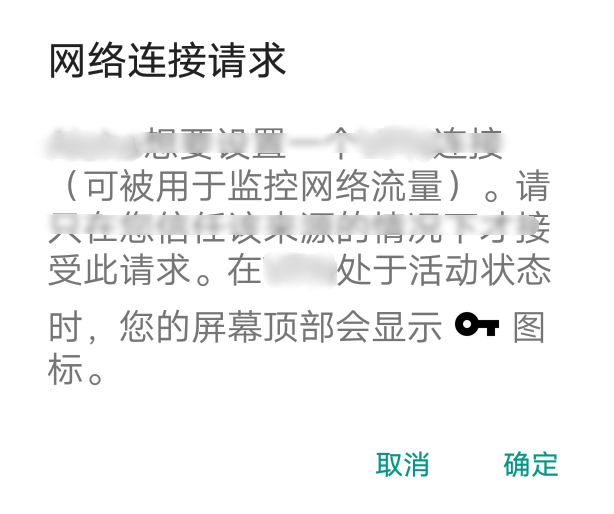 网络连接请求
想要设置一个 连接
（可被用于监控网络流量）。请
只在您信任该来源的情况下才接
受此请求。在 处于活动状态
时，您的屏幕顶部会显示 图
标。
取消 确定